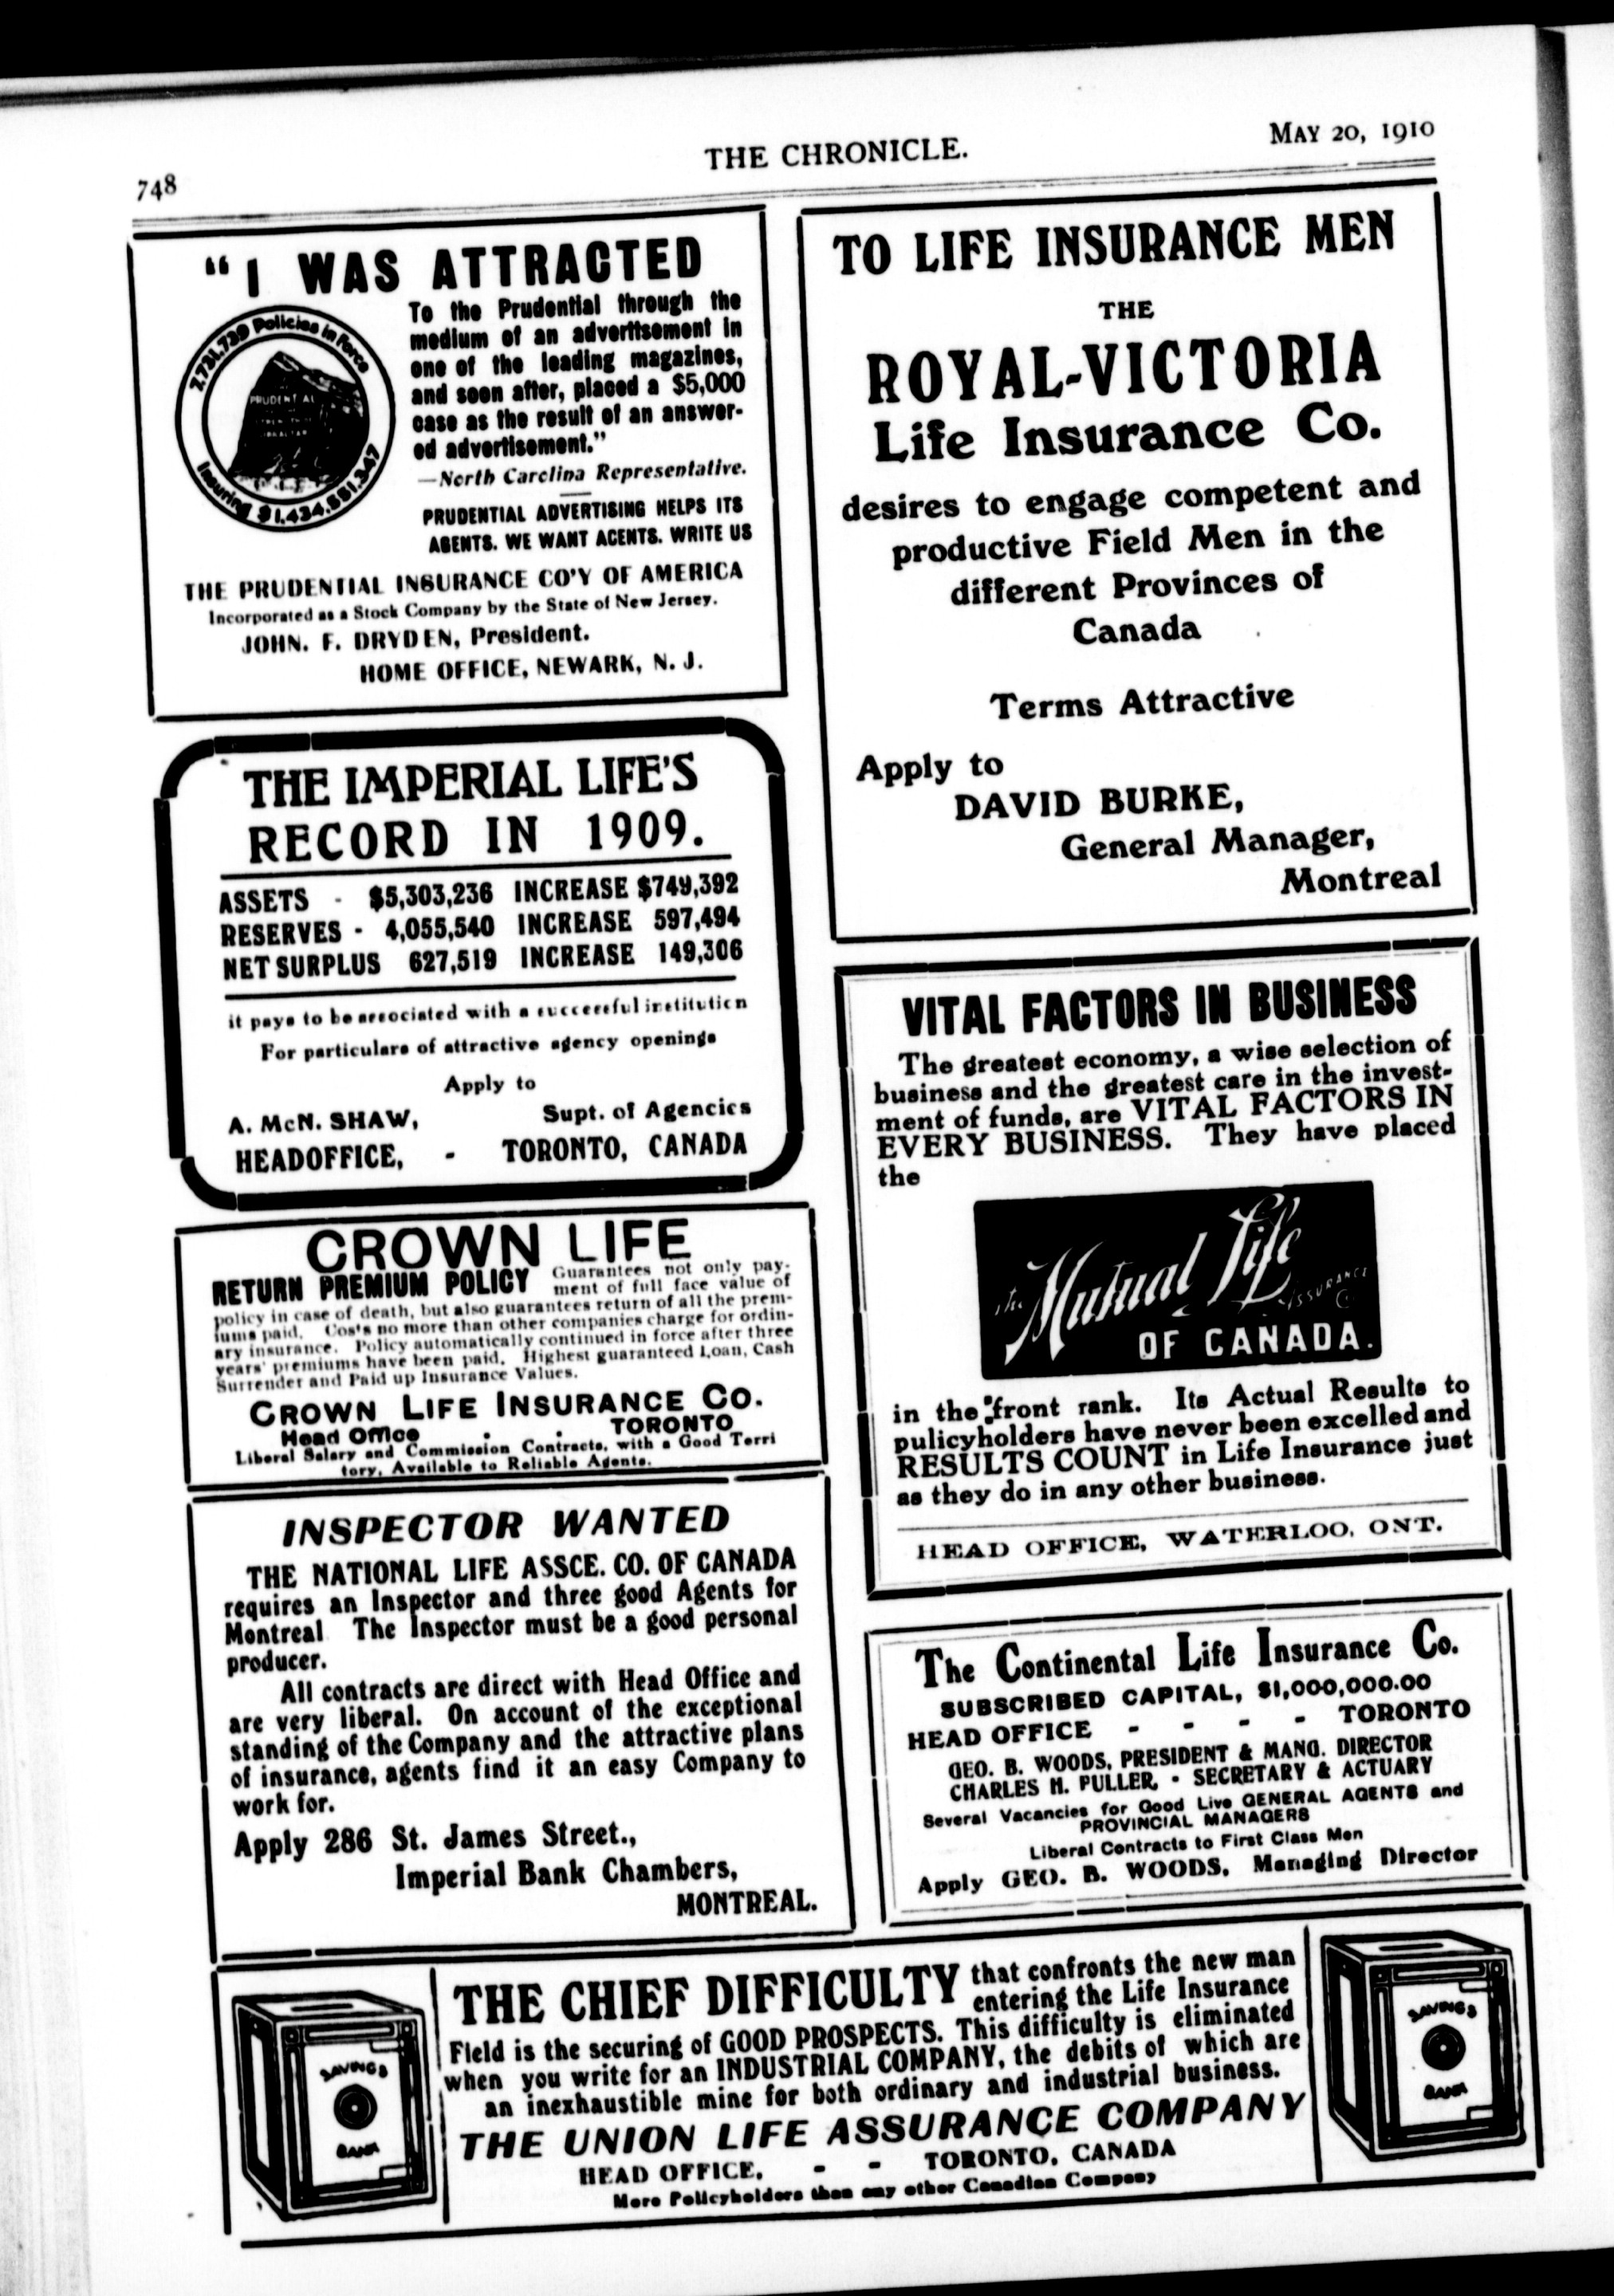 748
THE CHRONICLE.
MAY 20, 1910
"I WAS ATTRACTED
To the Prudential through the
medium of an advertisement in
one of the leading magazines,
and soon after, placed a $5,000
case as the result of an answer-
ed advertisement."
—North Carolina Representative.
7,731,739 Policies in Force
PRUDENTIAL
GIBRALTAR
Insuring $1,434,551,347
PRUDENTIAL ADVERTISING HELPS ITS
AGENTS. WE WANT AGENTS. WRITE US
THE PRUDENTIAL INSURANCE CO'Y OF AMERICA
Incorporated as a Stock Company by the State of New Jersey.
JOHN. F. DRYDEN, President.
HOME OFFICE, NEWARK, N. J.
THE IMPERIAL LIFE'S
RECORD IN 1909.
ASSETS - $5,303,236 INCREASE $749,392
RESERVES - 4,055,540 INCREASE 597,494
NET SURPLUS 627,519 INCREASE 149,306
it pays to be associated with a successful institution
For particulars of attractive agency openings
Apply to
A. McN. SHAW, Supt. of Agencies
HEADOFFICE, - TORONTO, CANADA
CROWN LIFE
RETURN PREMIUM POLICY Guarantees not only pay-
ment of full face value of
policy in case of death, but also guarantees return of all the prem-
iums paid. Costs no more than other companies charge for ordin-
ary insurance. Policy automatically continued in force after three
years' premiums have been paid. Highest guaranteed Loan, Cash
Surrender and Paid up Insurance Values.
CROWN LIFE INSURANCE CO.
Head Office . . TORONTO
Liberal Salary and Commission Contracts, with a Good Terri
tory, Available to Reliable Agents.
INSPECTOR WANTED
THE NATIONAL LIFE ASSCE. CO. OF CANADA
requires an Inspector and three good Agents for
Montreal The Inspector must be a good personal
producer.
All contracts are direct with Head Office and
are very liberal. On account of the exceptional
standing of the Company and the attractive plans
of insurance, agents find it an easy Company to
work for.
Apply 286 St. James Street.,
Imperial Bank Chambers,
MONTREAL.
TO LIFE INSURANCE MEN
THE
ROYAL-VICTORIA
Life Insurance Co.
desires to engage competent and
productive Field Men in the
different Provinces of
Canada
Terms Attractive
Apply to
DAVID BURKE,
General Manager,
Montreal
VITAL FACTORS IN BUSINESS
The greatest economy, a wise selection of
business and the greatest care in the invest-
ment of funds, are VITAL FACTORS IN
EVERY BUSINESS. They have placed
the
The Mutual Life
ASSURANCE Co
OF CANADA.
in the front rank. Its Actual Results to
pulicyholders have never been excelled and
RESULTS COUNT in Life Insurance just
as they do in any other business.
HEAD OFFICE, WATERLOO, ONT.
The Continental Life Insurance Co.
SUBSCRIBED CAPITAL, $1,000,000.00
HEAD OFFICE - - - - TORONTO
GEO. B. WOODS, PRESIDENT & MANG. DIRECTOR
CHARLES H. FULLER, - SECRETARY & ACTUARY
Several Vacancies for Good Live GENERAL AGENTS and
PROVINCIAL MANAGERS
Liberal Contracts to First Class Men
Apply GEO. B. WOODS, Managing Director
SAVINGS
BANK
THE CHIEF DIFFICULTY that confronts the new man
entering the Life Insurance
Field is the securing of GOOD PROSPECTS. This difficulty is eliminated
when you write for an INDUSTRIAL COMPANY, the debits of which are
an inexhaustible mine for both ordinary and industrial business.
THE UNION LIFE ASSURANCE COMPANY
HEAD OFFICE, - - TORONTO, CANADA
More Policyholders than any other Canadian Company
SAVINGS
BANK